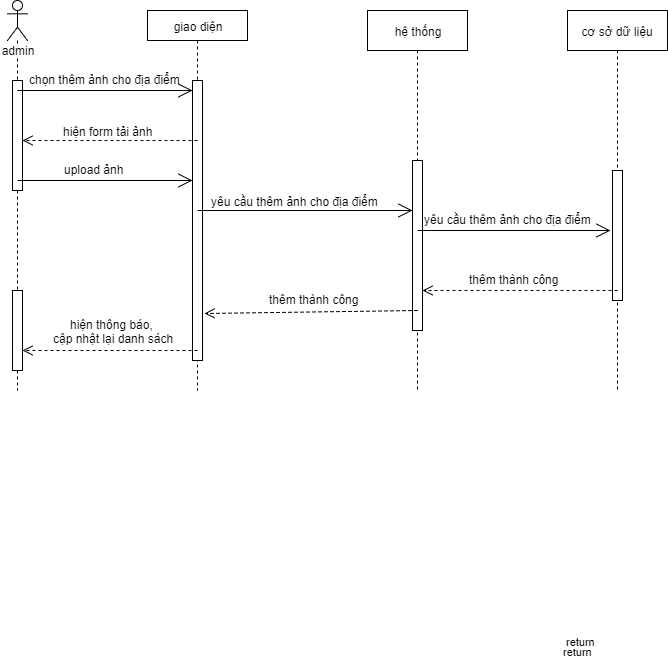 giao diện
hệ thống
cơ sở dữ liệu
admin
chọn thêm ảnh cho địa điểm
hiện form tải ảnh
upload ảnh
yêu cầu thêm ảnh cho địa điểm
yêu cầu thêm ảnh cho địa điểm
thêm thành công
thêm thành công
hiện thông báo,
cập nhật lại danh sách
return
return